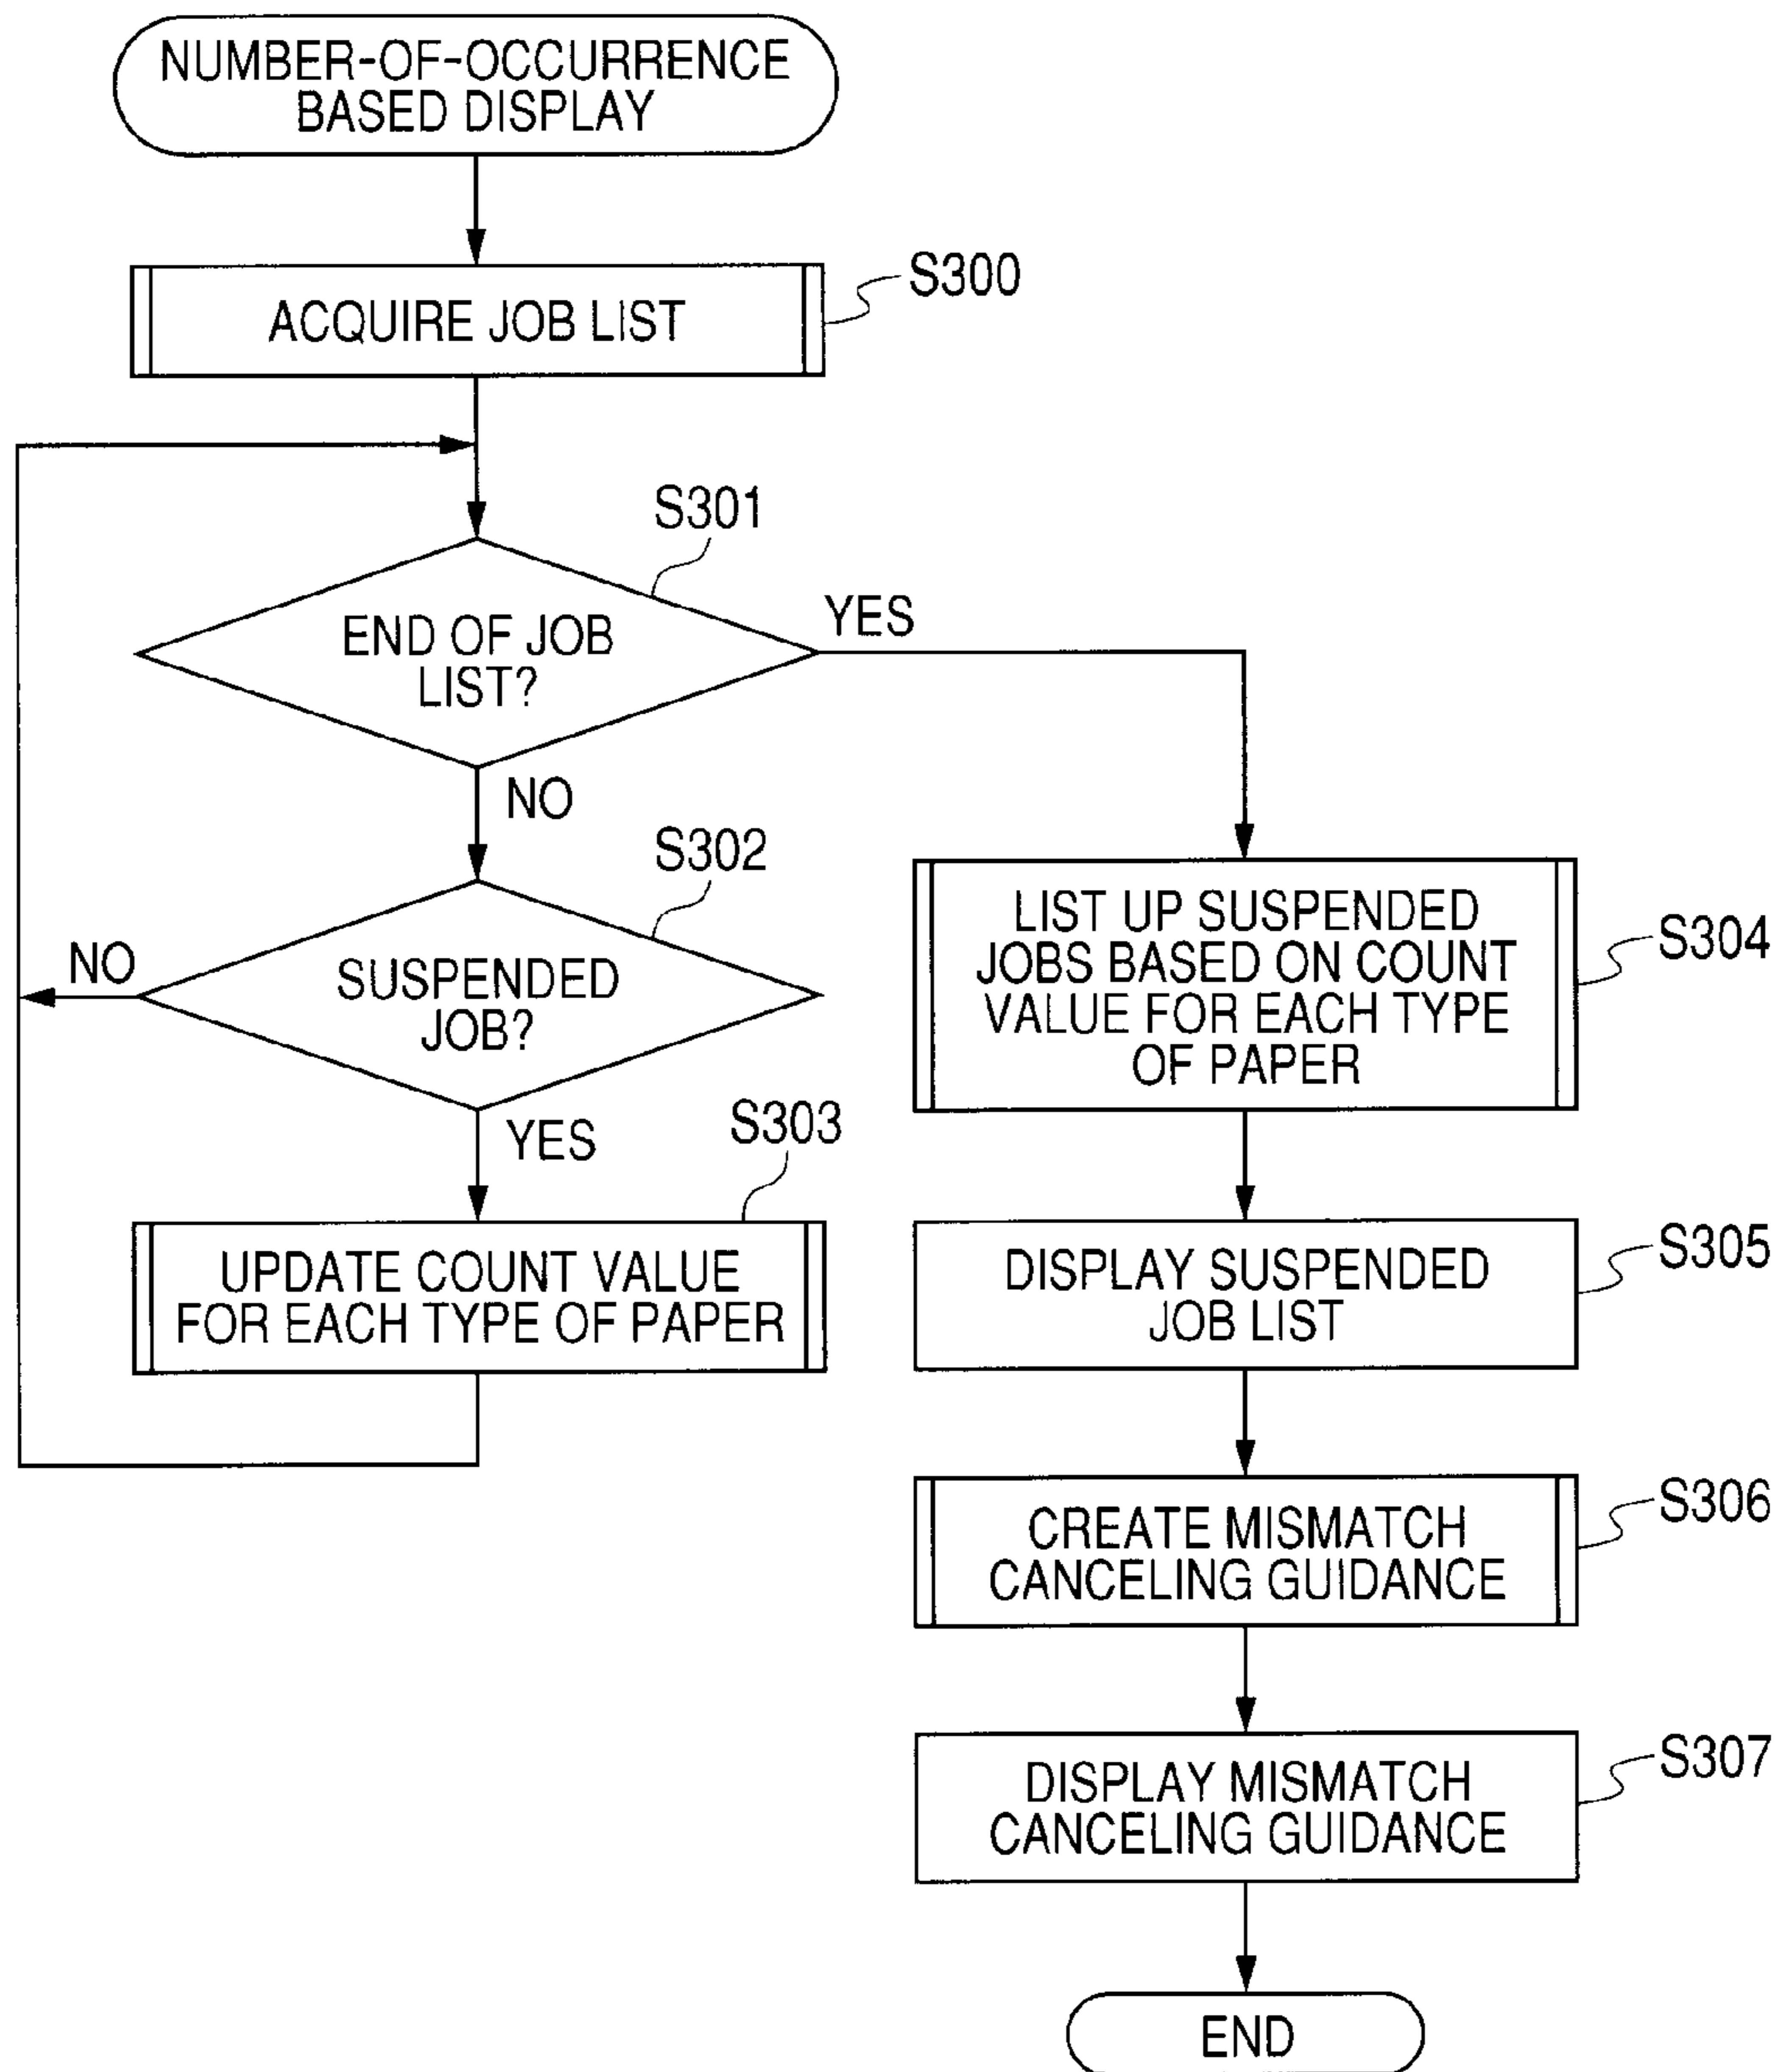 NUMBER-OF-OCCURRENCE
BASED DISPLAY
ACQUIRE JOB LIST
S300
S301
END OF JOB
LIST?
YES
NO
S302
SUSPENDED
JOB?
NO
YES
S303
UPDATE COUNT VALUE
FOR EACH TYPE OF PAPER
LIST UP SUSPENDED
JOBS BASED ON COUNT
VALUE FOR EACH TYPE
OF PAPER
S304
DISPLAY SUSPENDED
JOB LIST
S305
CREATE MISMATCH
CANCELING GUIDANCE
S306
DISPLAY MISMATCH
CANCELING GUIDANCE
S307
END